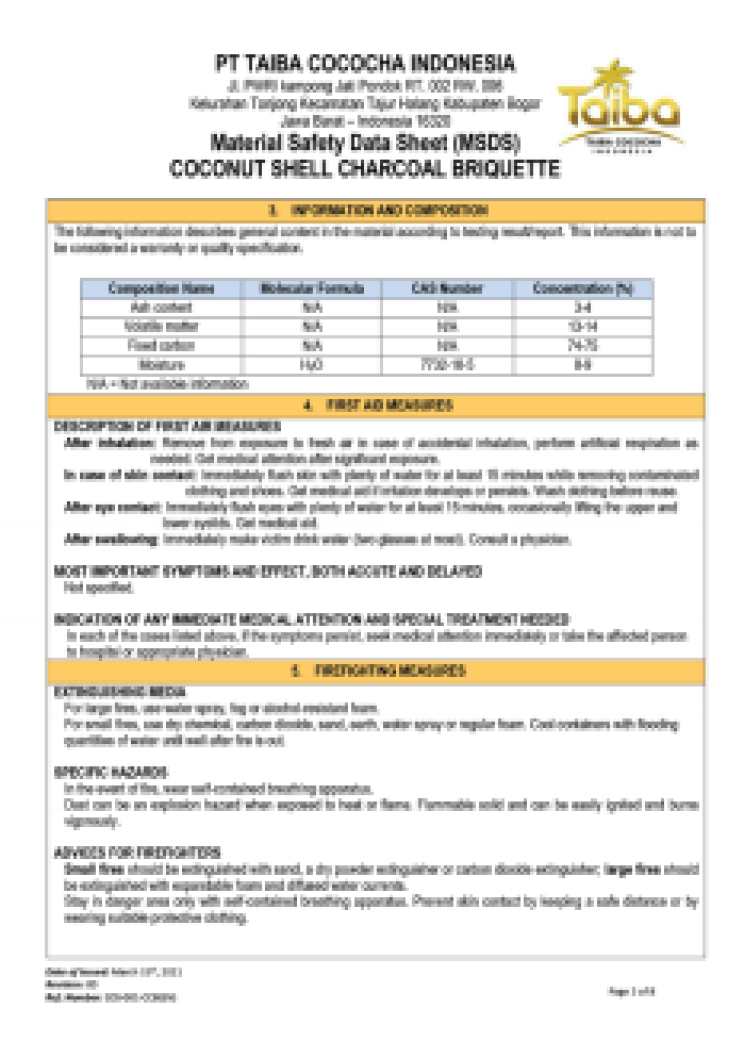 PT TAIBA COCOCHA INDONESIA
Jl. PWRI kampong Jati Pondok RT. 002 RW. 006
Kelurahan Tonjong Kecamatan Tajur Halang Kabupaten Bogor
Jawa Barat – Indonesia 16320
Material Safety Data Sheet (MSDS)
COCONUT SHELL CHARCOAL BRIQUETTE
Taiba
TAIBA COCOCHA
INDONESIA
3. INFORMATION AND COMPOSITION
The following information describes general content in the material according to testing result/report. This information is not to
be considered a warranty or quality specification.
Composition Name Molecular Formula CAS Number Concentration (%)
Ash content N/A N/A 3-4
Volatile matter N/A N/A 13-14
Fixed carbon N/A N/A 74-75
Moisture H₂O 7732-18-5 8-9
N/A = Not available information
4. FIRST AID MEASURES
DESCRIPTION OF FIRST AIR MEASURES
After inhalation: Remove from exposure to fresh air in case of accidental inhalation, perform artificial respiration as
needed. Get medical attention after significant exposure.
In case of skin contact: Immediately flush skin with plenty of water for at least 15 minutes while removing contaminated
clothing and shoes. Get medical aid if irritation develops or persists. Wash clothing before reuse.
After eye contact: Immediately flush eyes with plenty of water for at least 15 minutes, occasionally lifting the upper and
lower eyelids. Get medical aid.
After swallowing: Immediately make victim drink water (two glasses at most). Consult a physician.
MOST IMPORTANT SYMPTOMS AND EFFECT, BOTH ACCUTE AND DELAYED
Not specified.
INDICATION OF ANY IMMEDIATE MEDICAL ATTENTION AND SPECIAL TREATMENT NEEDED
In each of the cases listed above, if the symptoms persist, seek medical attention immediately or take the affected person
to hospital or appropriate physician.
5. FIREFIGHTING MEASURES
EXTINGUISHING MEDIA
For large fires, use water spray, fog or alcohol-resistant foam.
For small fires, use dry chemical, carbon dioxide, sand, earth, water spray or regular foam. Cool containers with flooding
quantities of water until well after fire is out.
SPECIFIC HAZARDS
In the event of fire, wear self-contained breathing apparatus.
Dust can be an explosion hazard when exposed to heat or flame. Flammable solid and can be easily ignited and burns
vigorously.
ADVICES FOR FIREFIGHTERS
Small fires should be extinguished with sand, a dry powder extinguisher or carbon dioxide extinguisher; large fires should
be extinguished with expandable foam and diffused water currents.
Stay in danger area only with self-contained breathing apparatus. Prevent skin contact by keeping a safe distance or by
wearing suitable protective clothing.
Date of Issued: March 2021
Revision: 00
Ref. Number:
Page 2 of